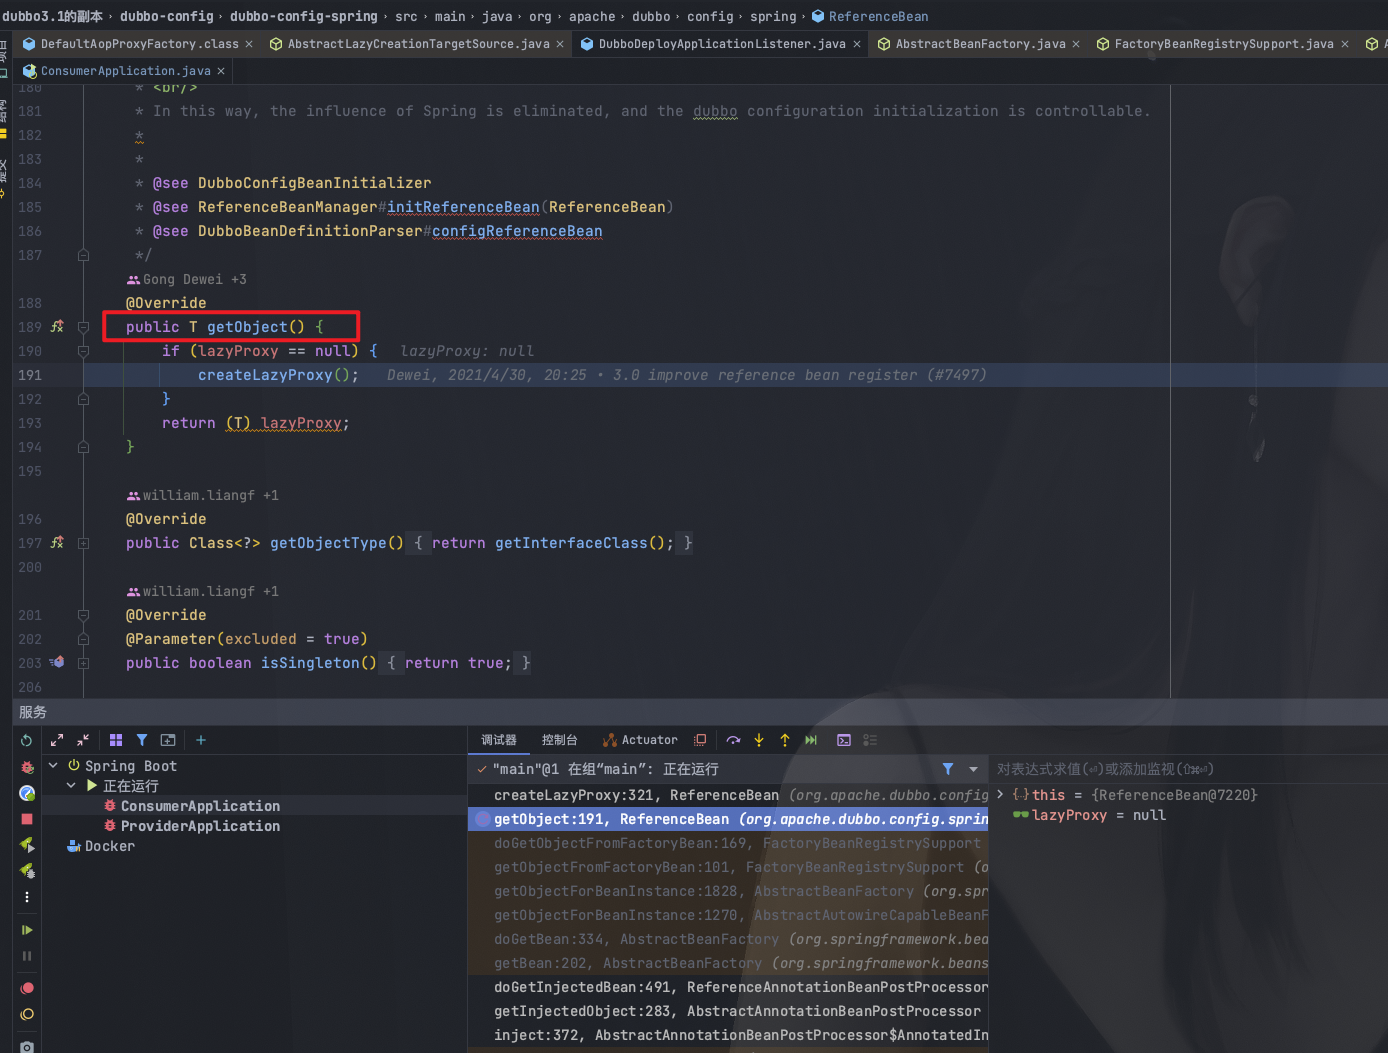 dubbo3.1的副本 › dubbo-config › dubbo-config-spring › src › main › java › org › apache › dubbo › config › spring › ReferenceBean
DefaultAopProxyFactory.class × AbstractLazyCreationTargetSource.java × DubboDeployApplicationListener.java × AbstractBeanFactory.java × FactoryBeanRegistrySupport.java ×
ConsumerApplication.java ×
180 * <br/>
181 * In this way, the influence of Spring is eliminated, and the dubbo configuration initialization is controllable.
182 *
183 *
184 * @see DubboConfigBeanInitializer
185 * @see ReferenceBeanManager#initReferenceBean(ReferenceBean)
186 * @see DubboBeanDefinitionParser#configReferenceBean
187 */
Gong Dewei +3
188 @Override
189 public T getObject() {
190 if (lazyProxy == null) { lazyProxy: null
191 createLazyProxy(); Dewei, 2021/4/30, 20:25 • 3.0 improve reference bean register (#7497)
192 }
193 return (T) lazyProxy;
194 }
195
william.liangf +1
196 @Override
197 public Class<?> getObjectType() { return getInterfaceClass(); }
200
william.liangf +1
201 @Override
202 @Parameter(excluded = true)
203 public boolean isSingleton() { return true; }
206
服务
调试器 控制台 Actuator
Spring Boot
正在运行
ConsumerApplication
ProviderApplication
Docker
"main"@1 在组“main”: 正在运行
createLazyProxy:321, ReferenceBean (org.apache.dubbo.config
getObject:191, ReferenceBean (org.apache.dubbo.config.sprin
doGetObjectFromFactoryBean:169, FactoryBeanRegistrySupport
getObjectFromFactoryBean:101, FactoryBeanRegistrySupport (o
getObjectForBeanInstance:1828, AbstractBeanFactory (org.spr
getObjectForBeanInstance:1270, AbstractAutowireCapableBeanF
doGetBean:334, AbstractBeanFactory (org.springframework.bea
getBean:202, AbstractBeanFactory (org.springframework.beans
doGetInjectedBean:491, ReferenceAnnotationBeanPostProcessor
getInjectedObject:283, AbstractAnnotationBeanPostProcessor
inject:372, AbstractAnnotationBeanPostProcessor$AnnotatedIn
对表达式求值(⏎)或添加监视(⇧⌘⏎)
this = {ReferenceBean@7220}
lazyProxy = null